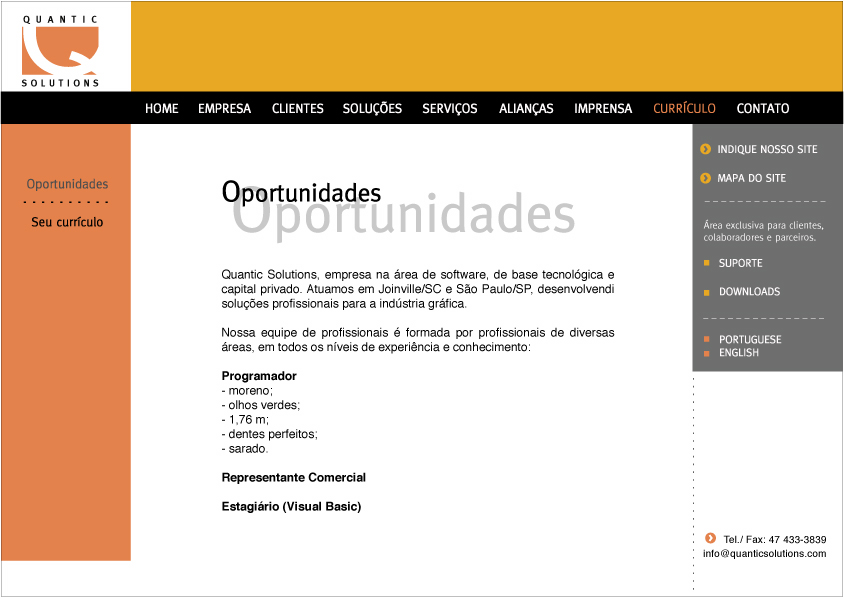 QUANTIC
SOLUTIONS
HOME EMPRESA CLIENTES SOLUÇÕES SERVIÇOS ALIANÇAS IMPRENSA CURRÍCULO CONTATO
Oportunidades
Seu currículo
Oportunidades
Oportunidades
Quantic Solutions, empresa na área de software, de base tecnológica e
capital privado. Atuamos em Joinville/SC e São Paulo/SP, desenvolvendi
soluções profissionais para a indústria gráfica.
Nossa equipe de profissionais é formada por profissionais de diversas
áreas, em todos os níveis de experiência e conhecimento:
Programador
- moreno;
- olhos verdes;
- 1,76 m;
- dentes perfeitos;
- sarado.
Representante Comercial
Estagiário (Visual Basic)
INDIQUE NOSSO SITE
MAPA DO SITE
Área exclusiva para clientes,
colaboradores e parceiros.
SUPORTE
DOWNLOADS
PORTUGUESE
ENGLISH
Tel./ Fax: 47 433-3839
info@quanticsolutions.com